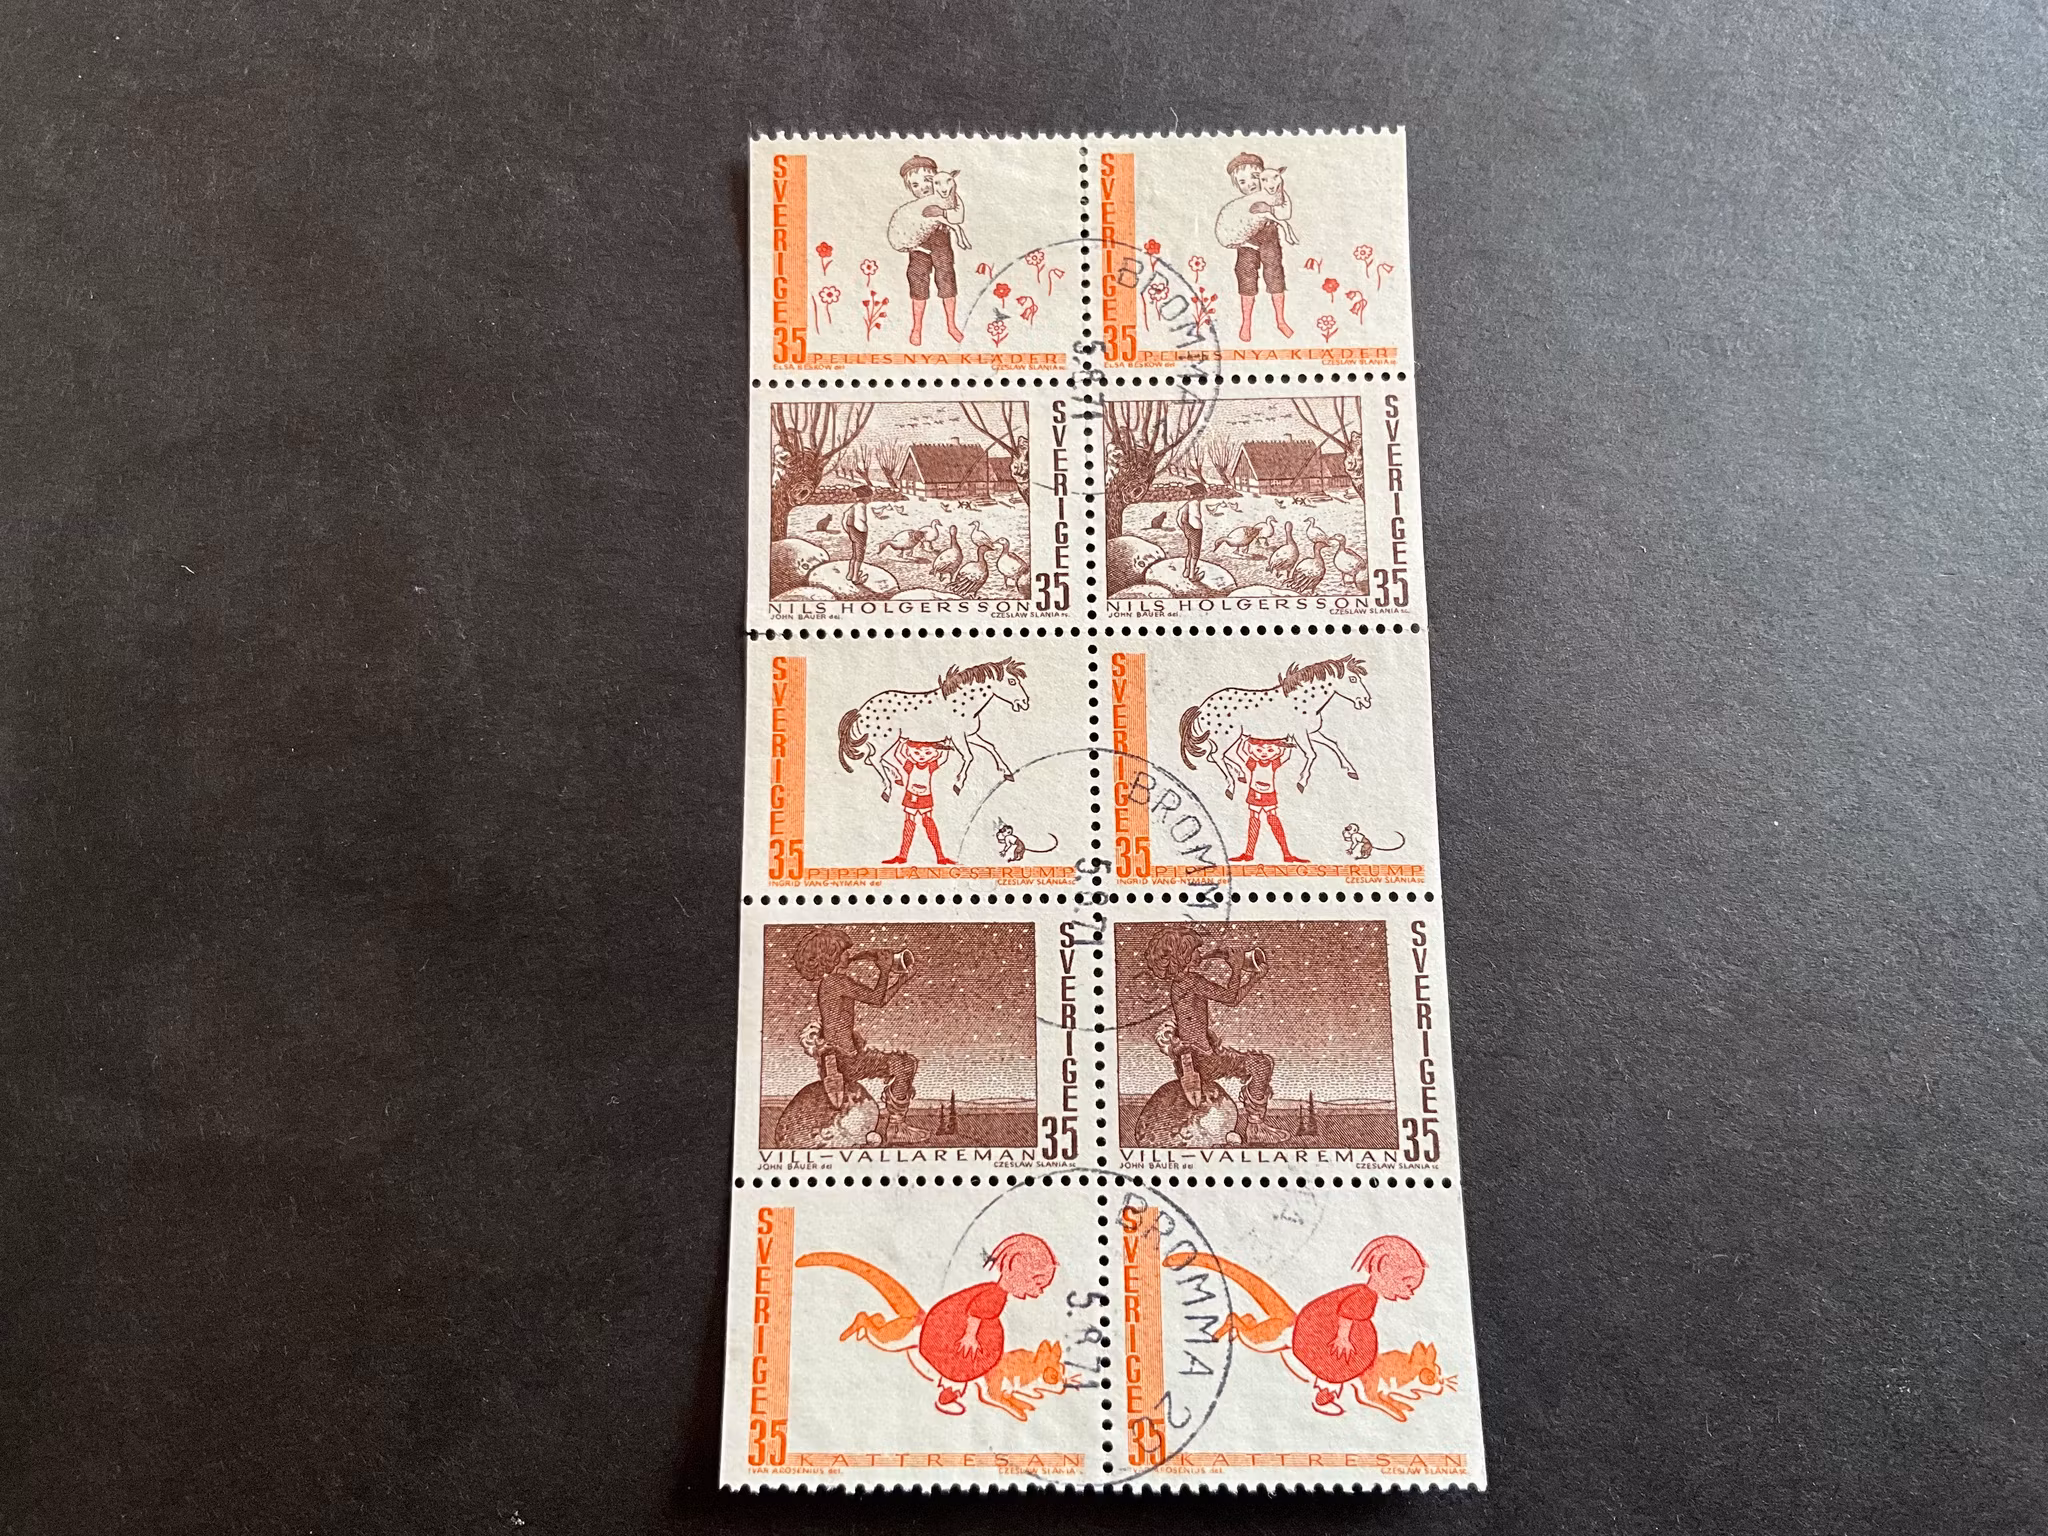 SVERIGE
35 PELLES NYA KLÄDER
ELSA BESKOW del. CZESLAW SLANIA sc.
SVERIGE
35 PELLES NYA KLÄDER
ELSA BESKOW del. CZESLAW SLANIA sc.
BROMMA
5.8.71
SVERIGE
NILS HOLGERSSON 35
JOHN BAUER del. CZESLAW SLANIA sc.
SVERIGE
NILS HOLGERSSON 35
JOHN BAUER del. CZESLAW SLANIA sc.
SVERIGE
35 PIPPI LÅNGSTRUMP
INGRID VANG-NYMAN del CZESLAW SLANIA sc
SVERIGE
35 PIPPI LÅNGSTRUMP
INGRID VANG-NYMAN del CZESLAW SLANIA sc
BROMMA
5.8.71
SVERIGE
VILL-VALLAREMAN 35
JOHN BAUER del CZESLAW SLANIA sc
SVERIGE
VILL-VALLAREMAN 35
JOHN BAUER del CZESLAW SLANIA sc
SVERIGE
35 KATTRESAN
IVAR AROSENIUS del. CZESLAW SLANIA
SVERIGE
35 KATTRESAN
AROSENIUS del. CZESLAW SLANIA sc.
BROMMA 20
5.8.71